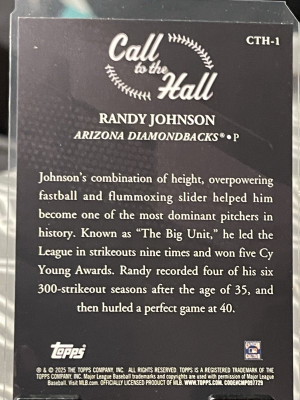 CTH-1
Call
to the
Hall
RANDY JOHNSON
ARIZONA DIAMONDBACKS® • P
Johnson's combination of height, overpowering
fastball and flummoxing slider helped him
become one of the most dominant pitchers in
history. Known as "The Big Unit," he led the
League in strikeouts nine times and won five Cy
Young Awards. Randy recorded four of his six
300-strikeout seasons after the age of 35, and
then hurled a perfect game at 40.
TOPPS
® & © 2025 THE TOPPS COMPANY, INC. ALL RIGHTS RESERVED. TOPPS IS A REGISTERED TRADEMARK OF THE
TOPPS COMPANY, INC. Major League Baseball trademarks and copyrights are used with permission of Major League
Baseball. Visit MLB.com. OFFICIALLY LICENSED PRODUCT OF MLB. WWW.TOPPS.COM. CODE#CMP097729